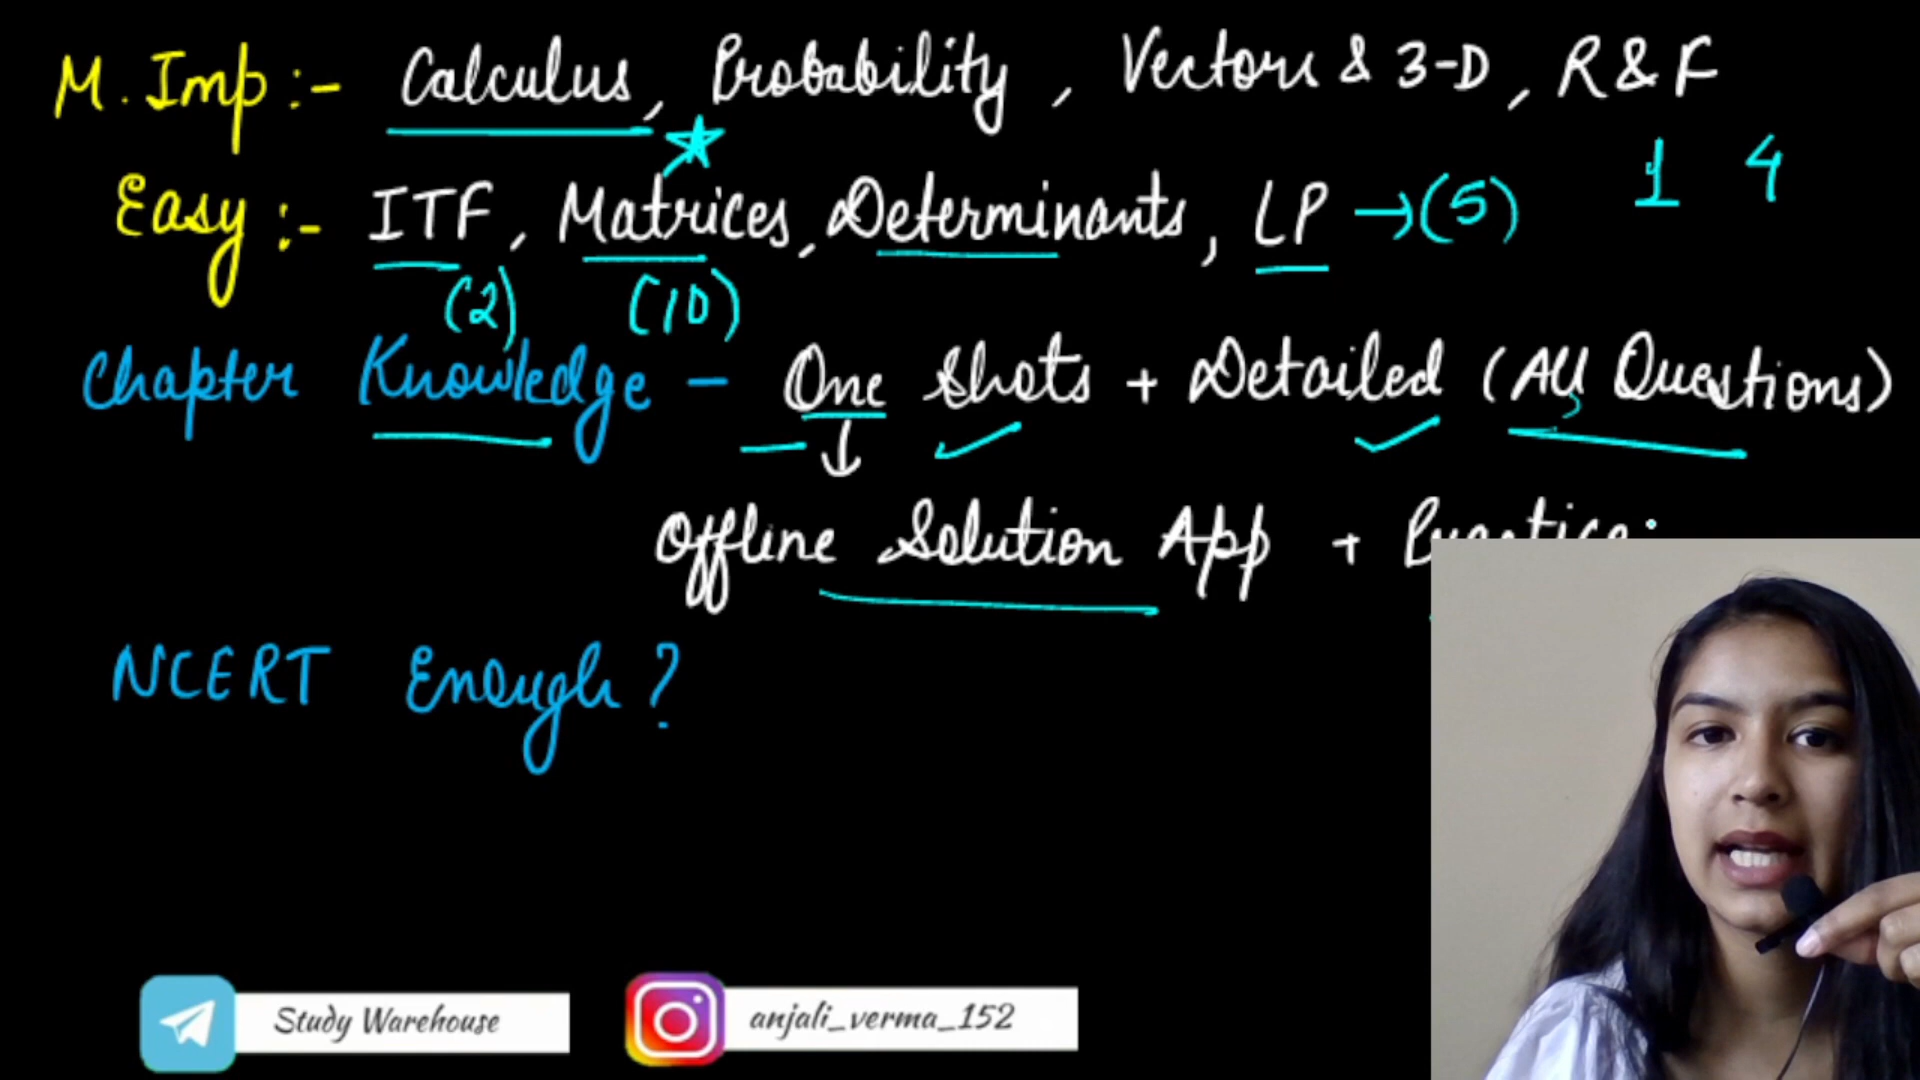 M. Imp :- Calculus, Probability, Vectors & 3-D, R & F
1 4
Easy :- ITF, Matrices, Determinants, LP → (5)
(2) (10)
Chapter Knowledge - One Shots + Detailed (All Questions)
Offline Solution App +
NCERT Enough?
Study Warehouse
anjali_verma_152